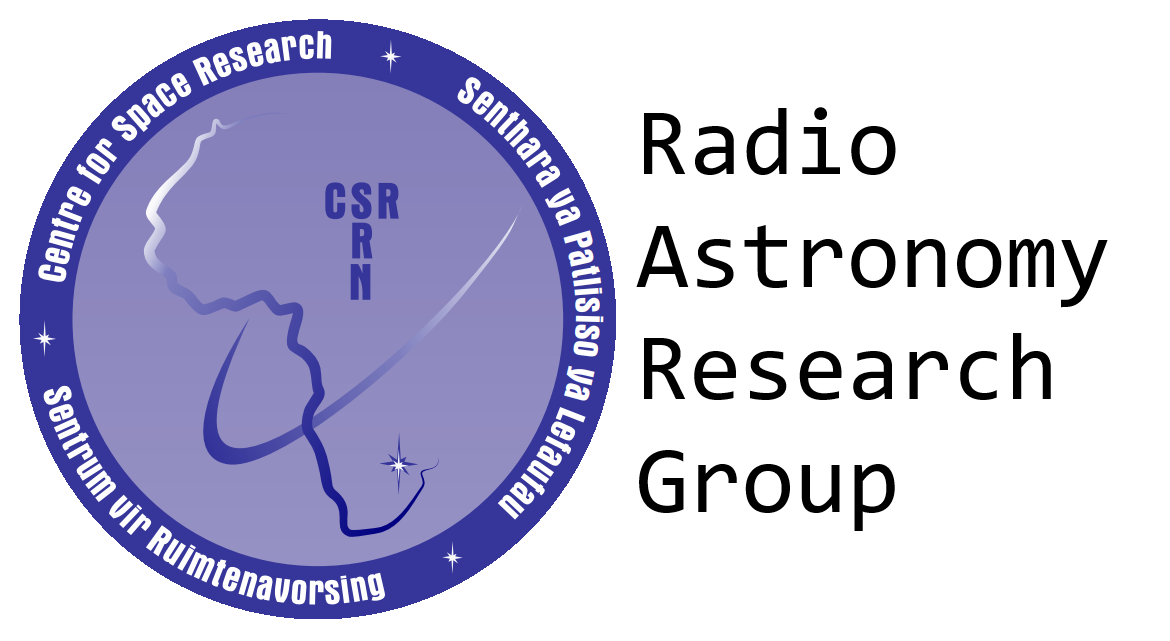 Centre for Space Research
Senthara ya Patlisiso ya Lefaufau
Sentrum vir Ruimtenavorsing
CSR
R
N
Radio
Astronomy
Research
Group